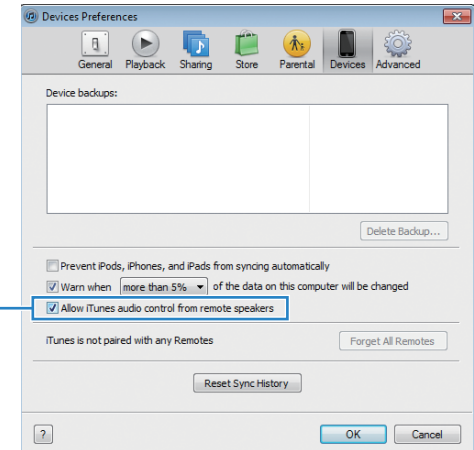 Devices Preferences
General Playback Sharing Store Parental Devices Advanced
Device backups:
Delete Backup...
Prevent iPods, iPhones, and iPads from syncing automatically
Warn when more than 5% of the data on this computer will be changed
Allow iTunes audio control from remote speakers
iTunes is not paired with any Remotes Forget All Remotes
Reset Sync History
? OK Cancel